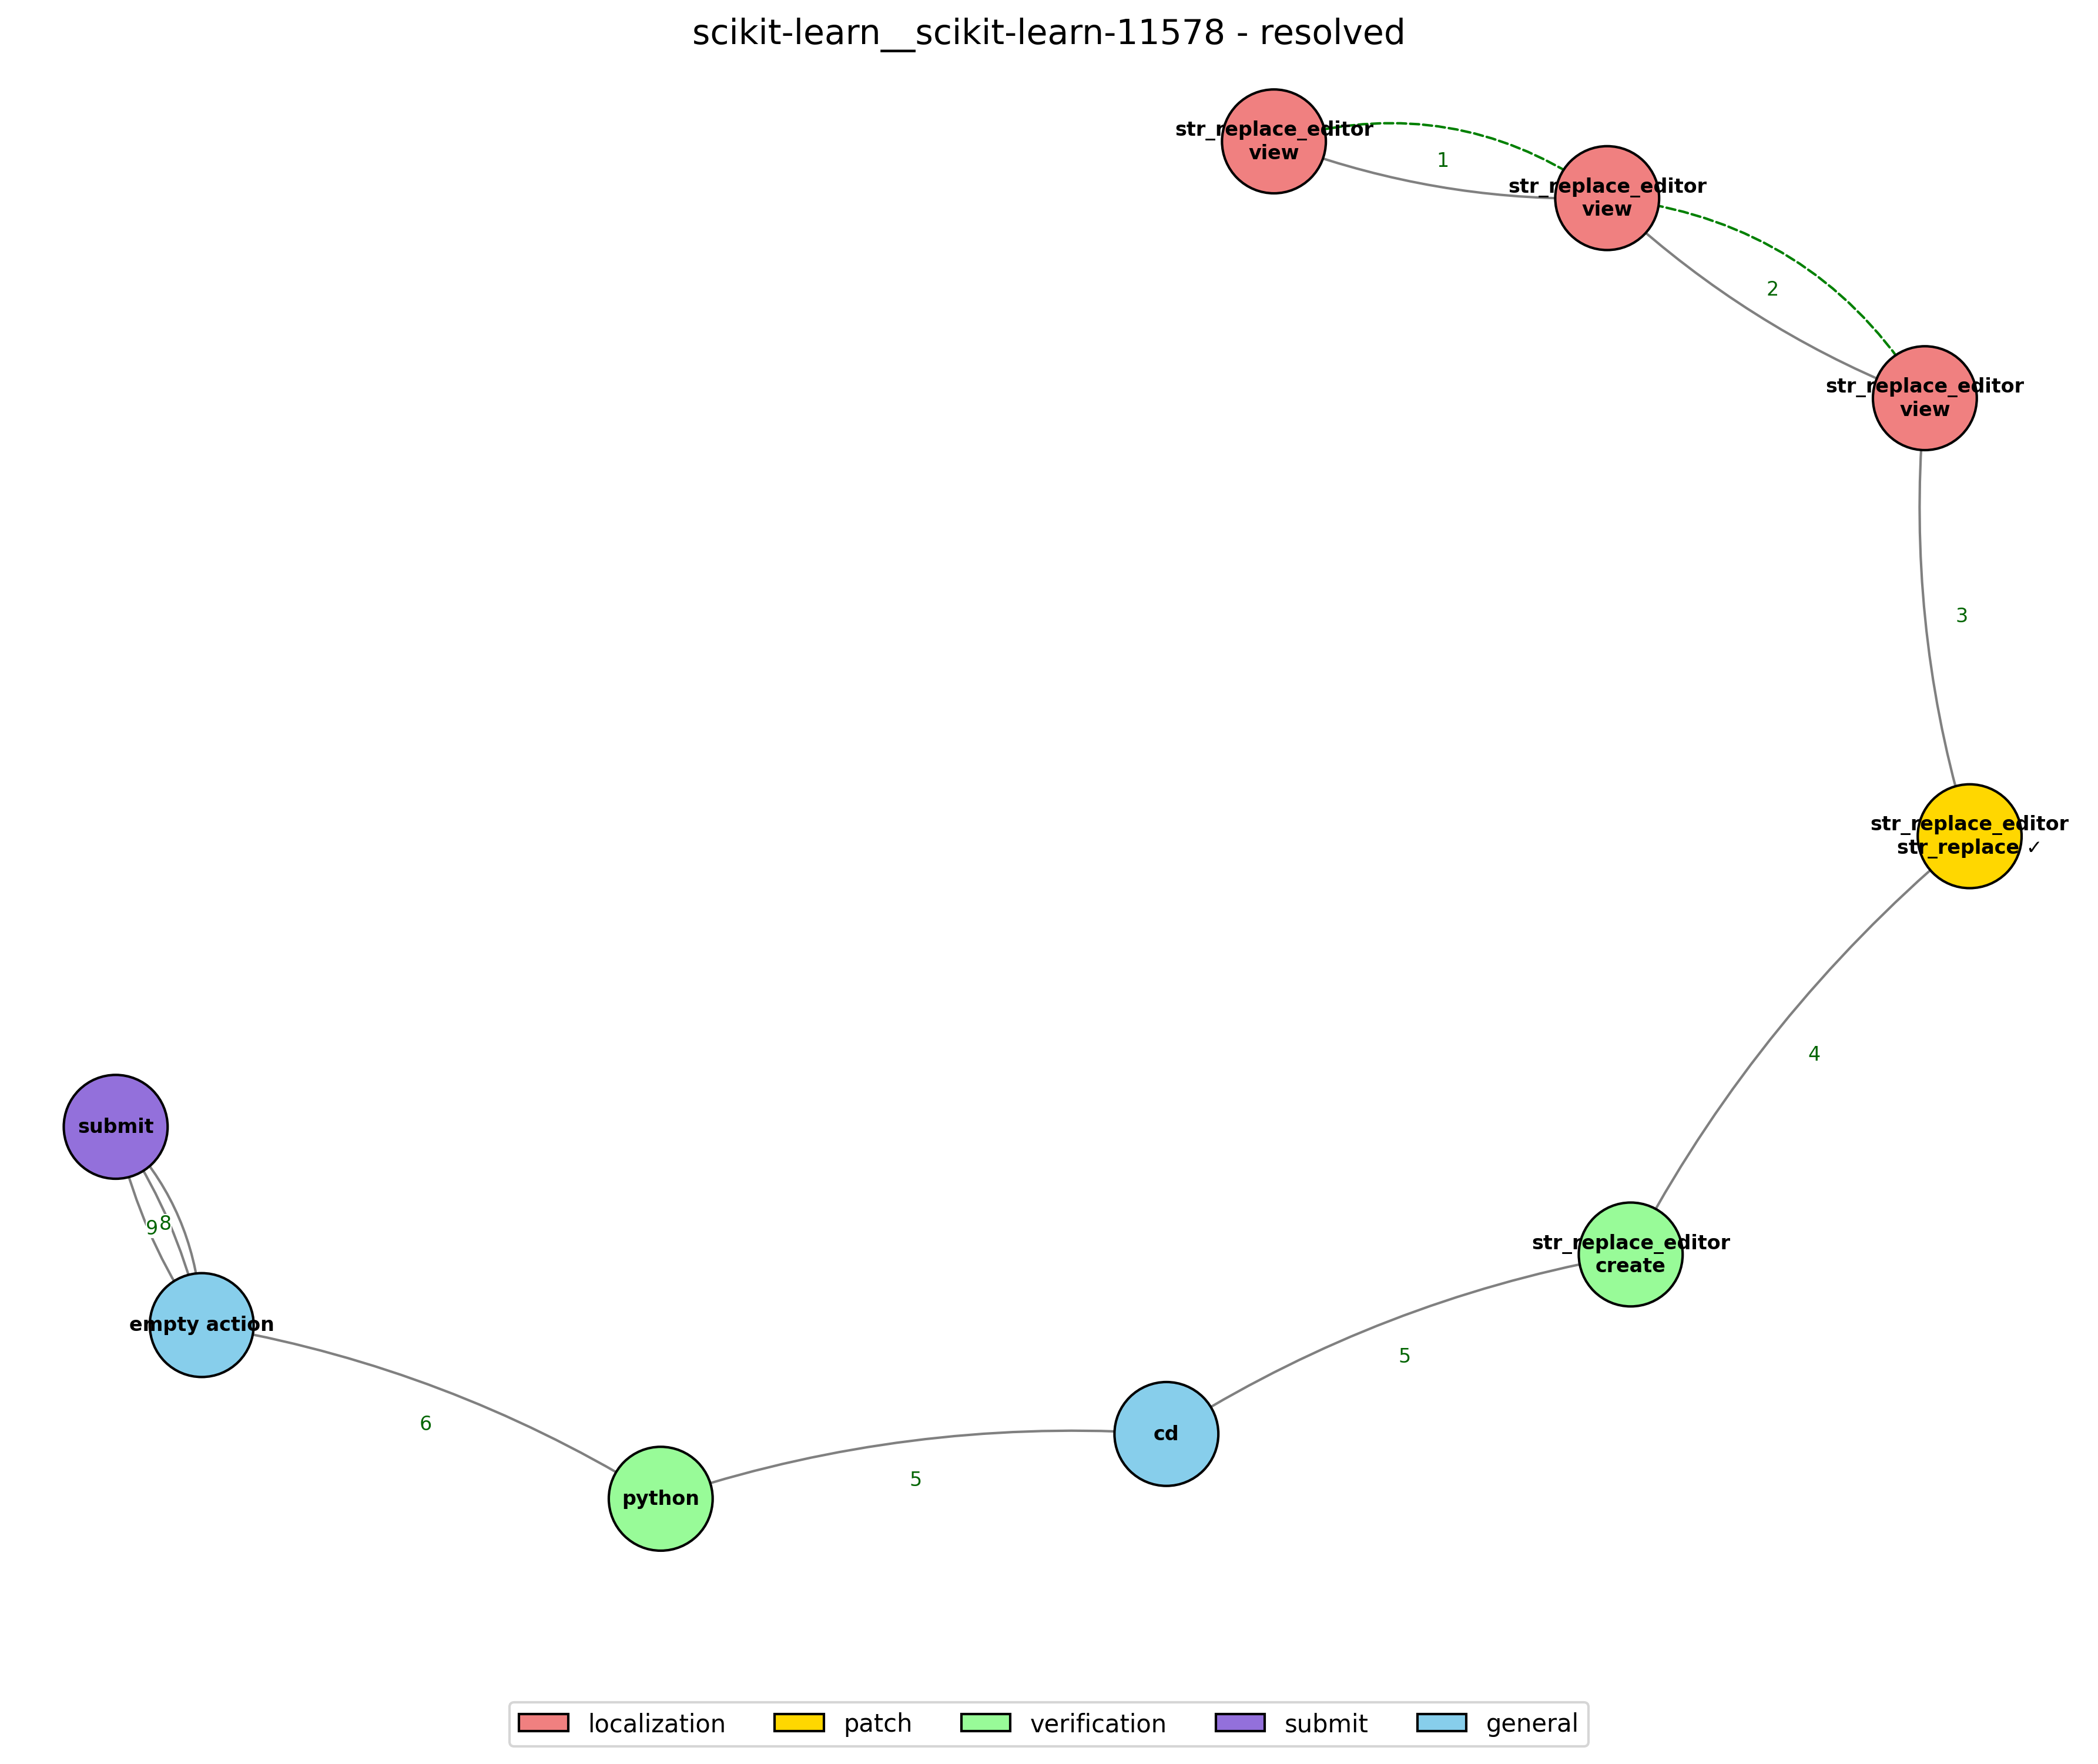 scikit-learn__scikit-learn-11578 - resolved
str_replace_editor
view
1
str_replace_editor
view
2
str_replace_editor
view
3
str_replace_editor
str_replace ✓
4
str_replace_editor
create
5
cd
5
python
6
empty action
9
8
submit
localization
patch
verification
submit
general